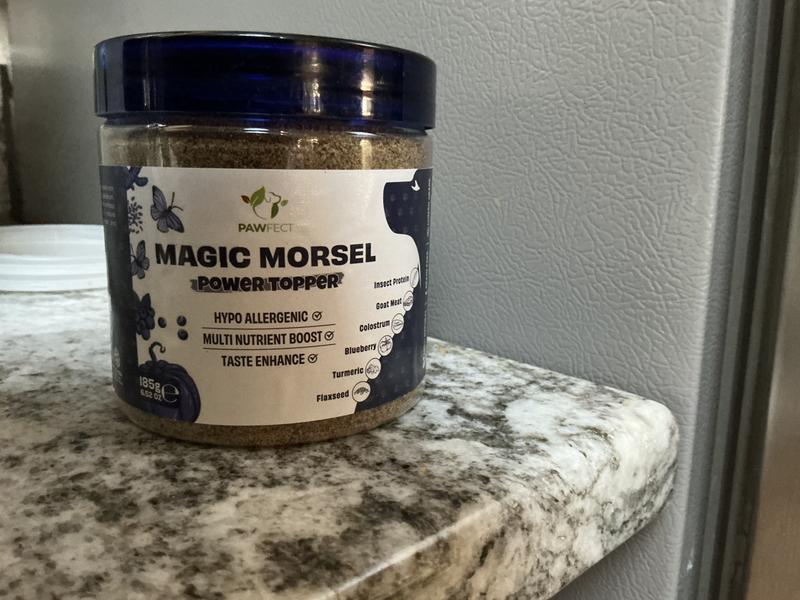 PAWFECT
MAGIC MORSEL
POWER TOPPER
HYPO ALLERGENIC
MULTI NUTRIENT BOOST
TASTE ENHANCE
Insect Protein
Goat Meat
Colostrum
Blueberry
Turmeric
Flaxseed
185g e
6.52 OZ